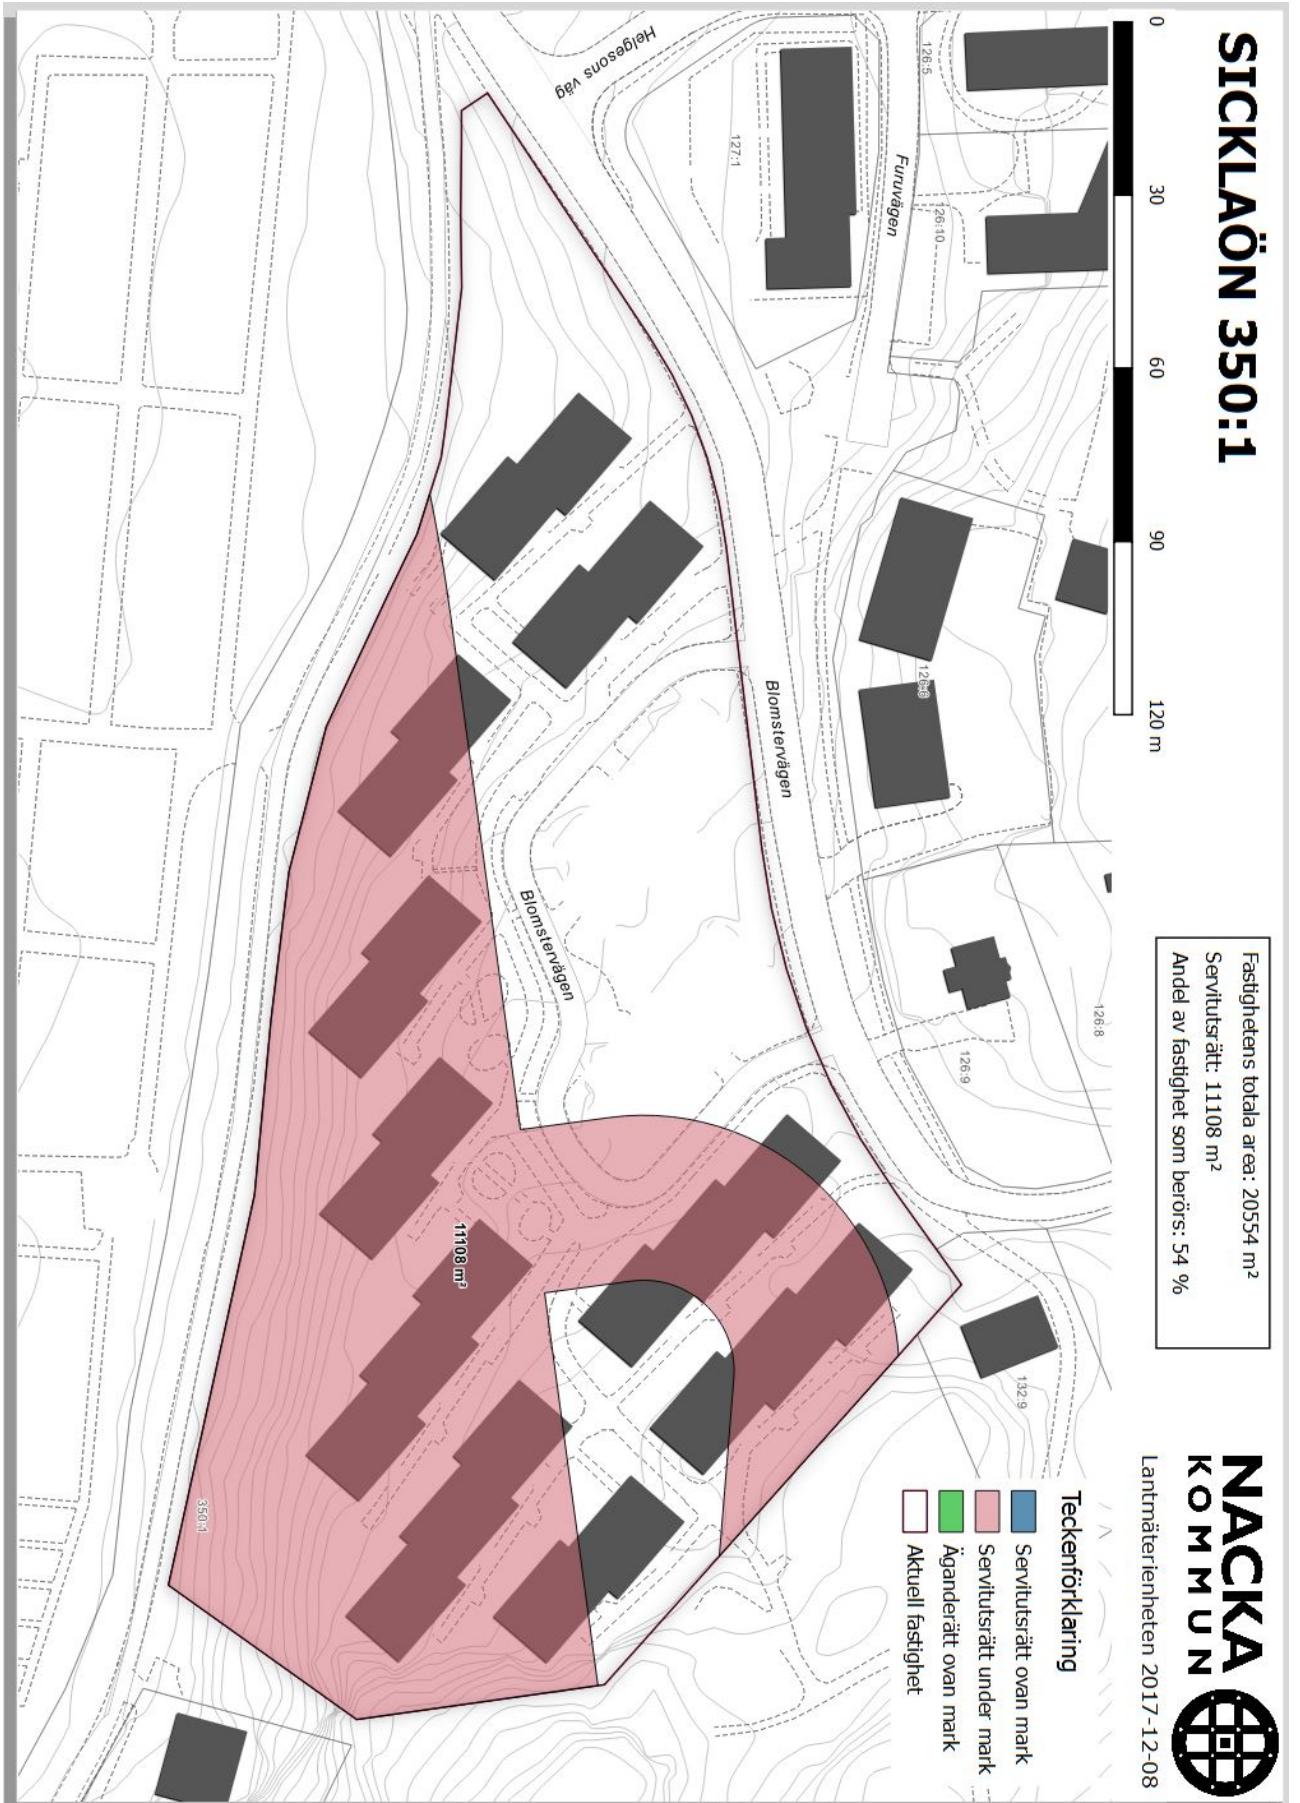 SICKLAÖN 350:1
0 30 60 90 120 m
Fastighetens totala area: 20554 m²
Servitutsrätt: 11108 m²
Andel av fastighet som berörs: 54 %
NACKA
KOMMUN
Lantmäterienheten 2017-12-08
Teckenförklaring
Servitutsrätt ovan mark
Servitutsrätt under mark
Äganderätt ovan mark
Aktuell fastighet
126:5
126:10
126:8
Furuvägen
127:1
Helgesons väg
126:9
132:9
Blomstervägen
Blomstervägen
11108 m²
350:1